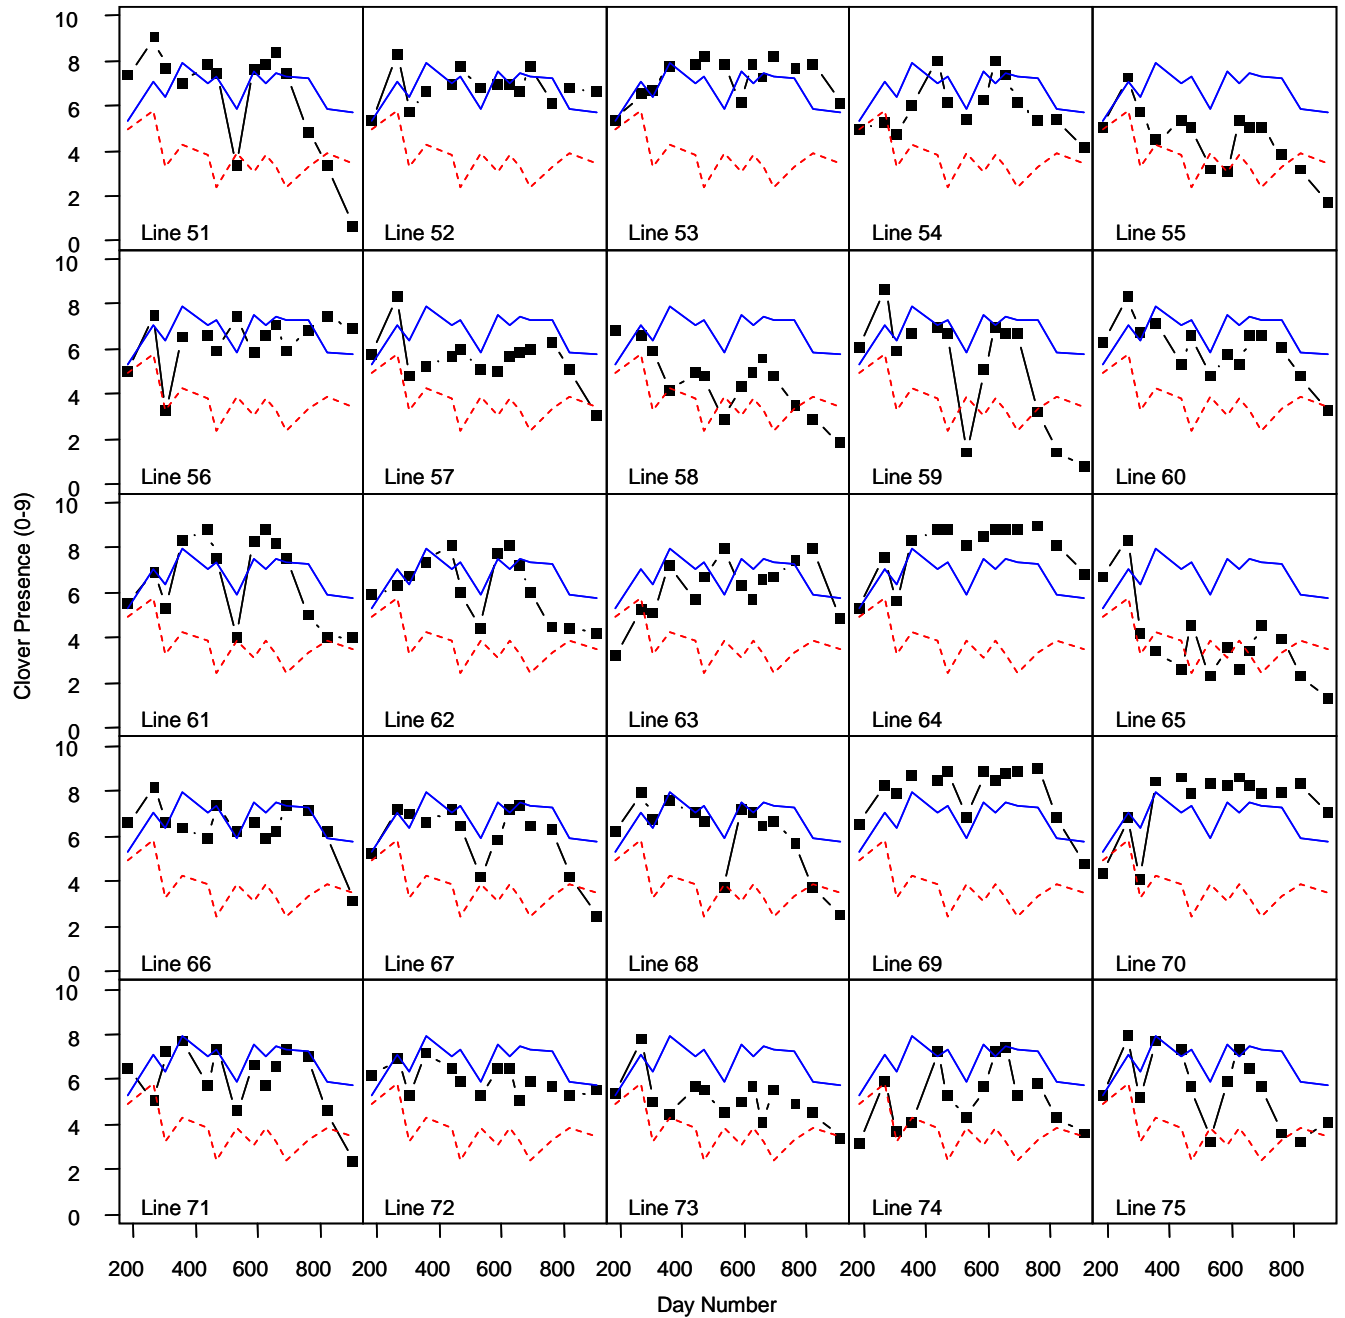 10
8
6
4
2
0
Line 51
Line 52
Line 53
Line 54
Line 55
10
8
6
4
2
0
Line 56
Line 57
Line 58
Line 59
Line 60
Clover Presence (0-9)
10
8
6
4
2
0
Line 61
Line 62
Line 63
Line 64
Line 65
10
8
6
4
2
0
Line 66
Line 67
Line 68
Line 69
Line 70
10
8
6
4
2
0
Line 71
Line 72
Line 73
Line 74
Line 75
200 400 600 800 200 400 600 800 200 400 600 800 200 400 600 800 200 400 600 800
Day Number